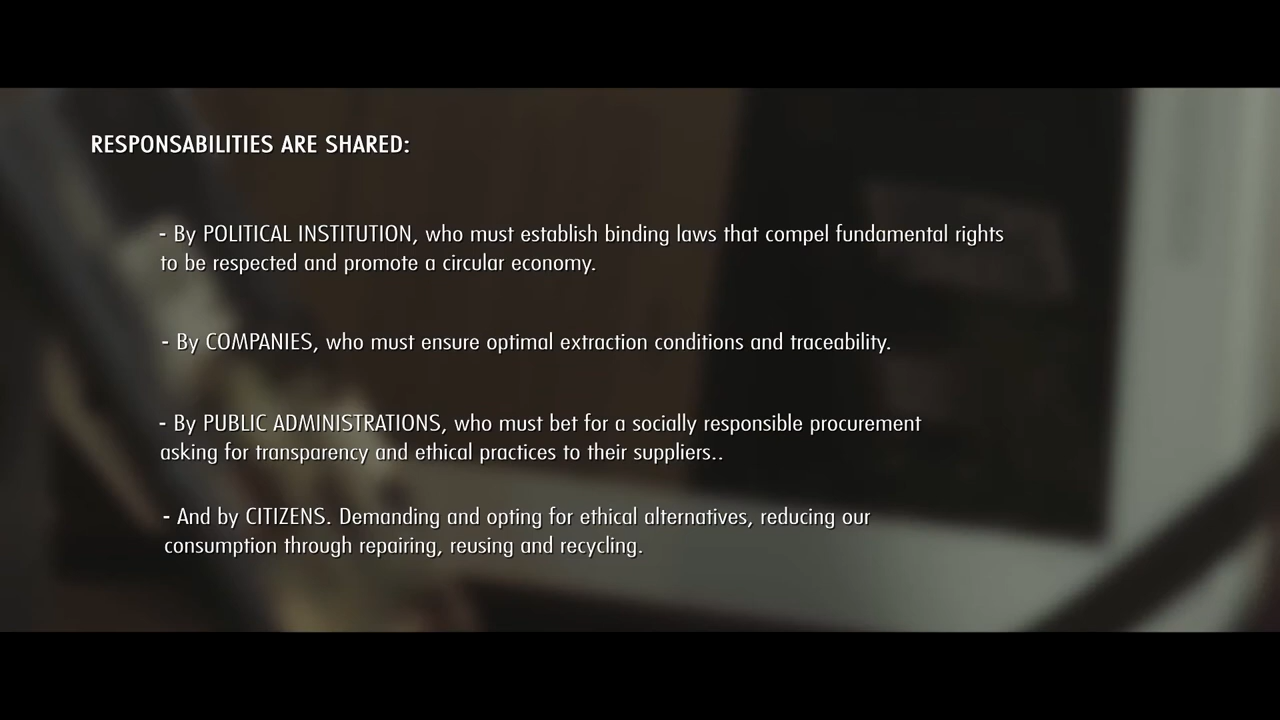 RESPONSABILITIES ARE SHARED:
- By POLITICAL INSTITUTION, who must establish binding laws that compel fundamental rights
to be respected and promote a circular economy.
- By COMPANIES, who must ensure optimal extraction conditions and traceability.
- By PUBLIC ADMINISTRATIONS, who must bet for a socially responsible procurement
asking for transparency and ethical practices to their suppliers..
- And by CITIZENS. Demanding and opting for ethical alternatives, reducing our
consumption through repairing, reusing and recycling.